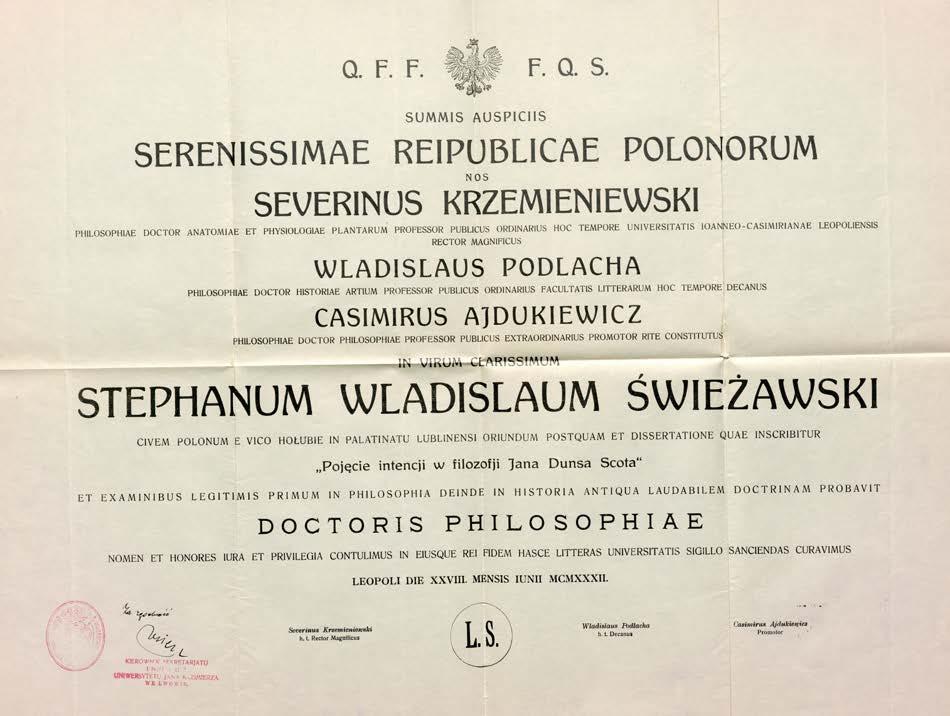 Q. F. F. F. Q. S.
SUMMIS AUSPICIIS
SERENISSIMAE REIPUBLICAE POLONORUM
NOS
SEVERINUS KRZEMIENIEWSKI
PHILOSOPHIAE DOCTOR ANATOMIAE ET PHYSIOLOGIAE PLANTARUM PROFESSOR PUBLICUS ORDINARIUS HOC TEMPORE UNIVERSITATIS IOANNEO-CASIMIRIANAE LEOPOLIENSIS
RECTOR MAGNIFICUS
WLADISLAUS PODLACHA
PHILOSOPHIAE DOCTOR HISTORIAE ARTIUM PROFESSOR PUBLICUS ORDINARIUS FACULTATIS LITTERARUM HOC TEMPORE DECANUS
CASIMIRUS AJDUKIEWICZ
PHILOSOPHIAE DOCTOR PHILOSOPHIAE PROFESSOR PUBLICUS EXTRAORDINARIUS PROMOTOR RITE CONSTITUTUS
IN VIRUM CLARISSIMUM
STEPHANUM WLADISLAUM ŚWIEŻAWSKI
CIVEM POLONUM E VICO HOŁUBIE IN PALATINATU LUBLINENSI ORIUNDUM POSTQUAM ET DISSERTATIONE QUAE INSCRIBITUR
„Pojęcie intencji w filozofji Jana Dunsa Scota“
ET EXAMINIBUS LEGITIMIS PRIMUM IN PHILOSOPHIA DEINDE IN HISTORIA ANTIQUA LAUDABILEM DOCTRINAM PROBAVIT
DOCTORIS PHILOSOPHIAE
NOMEN ET HONORES IURA ET PRIVILEGIA CONTULIMUS IN EIUSQUE REI FIDEM HASCE LITTERAS UNIVERSITATIS SIGILLO SANCIENDAS CURAVIMUS
LEOPOLI DIE XXVIII. MENSIS IUNII MCMXXXII.
Za zgodność
KIEROWNIK SEKRETARJATU
UNIWERSYTETU JANA KAZIMIERZA
WE LWOWIE
Severinus Krzemieniewski
h. t. Rector Magnificus
L. S.
Wladislaus Podlacha
h. t. Decanus
Casimirus Ajdukiewicz
Promotor